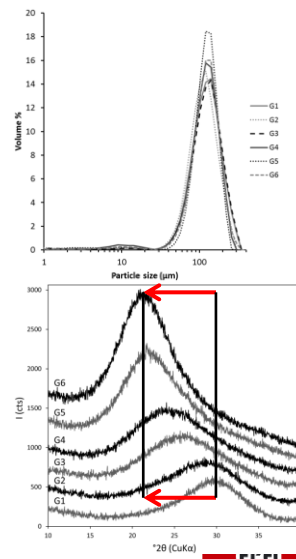 20
18
16
14
12
10
8
6
4
2
0
Volume %
1 10 100
Particle size (µm)
G1
G2
G3
G4
G5
G6
3000
2500
2000
1500
1000
500
0
I (cts)
G6
G5
G4
G3
G2
G1
10 15 20 25 30 35
°2θ (CuKα)